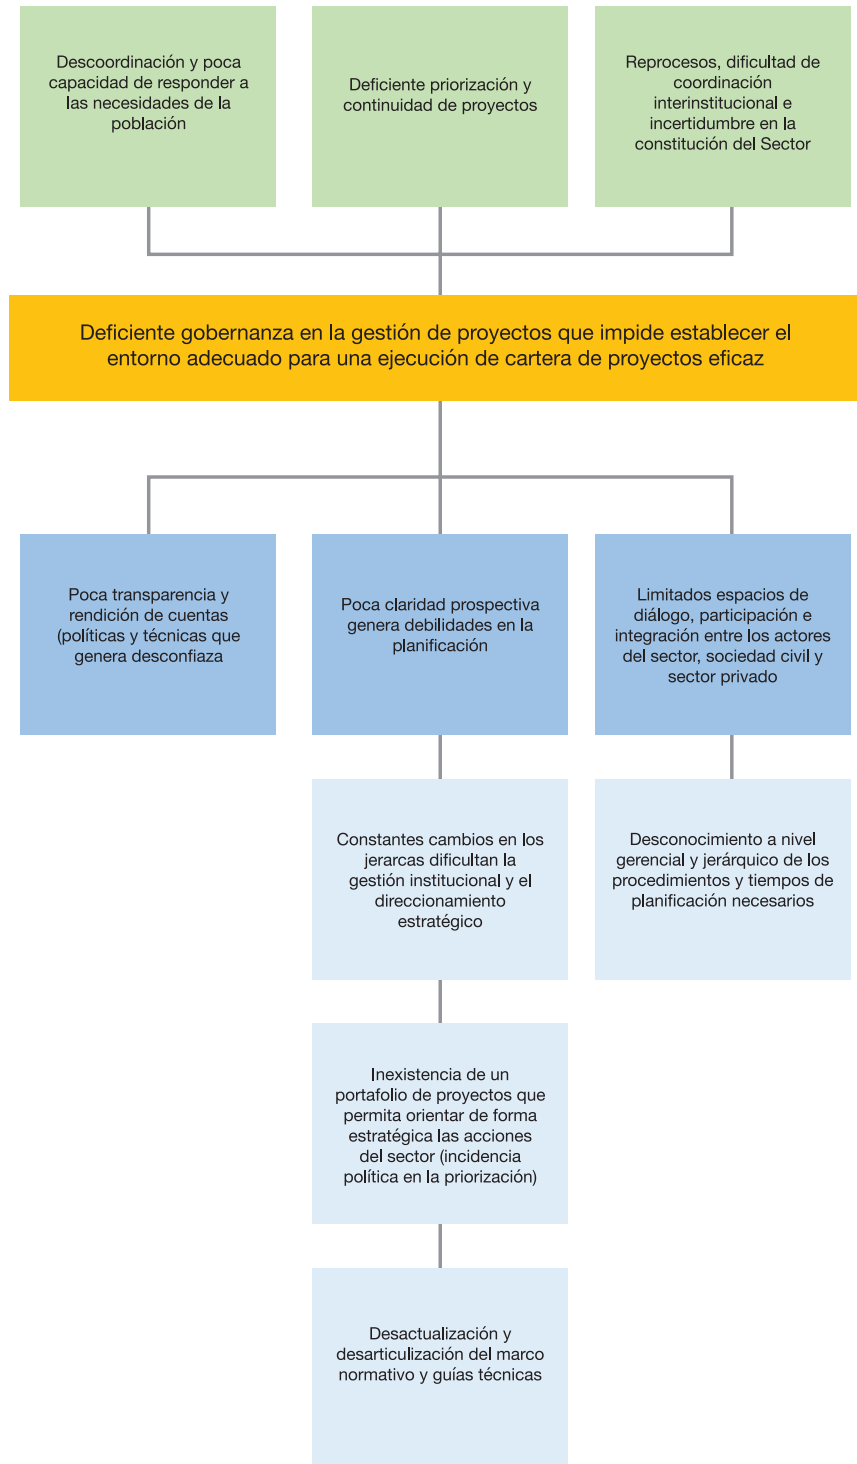 Descoordinación y poca
capacidad de responder a
las necesidades de la
población
Deficiente priorización y
continuidad de proyectos
Reprocesos, dificultad de
coordinación
interinstitucional e
incertidumbre en la
constitución del Sector
Deficiente gobernanza en la gestión de proyectos que impide establecer el
entorno adecuado para una ejecución de cartera de proyectos eficaz
Poca transparencia y
rendición de cuentas
(políticas y técnicas que
genera desconfiaza
Poca claridad prospectiva
genera debilidades en la
planificación
Limitados espacios de
diálogo, participación e
integración entre los actores
del sector, sociedad civil y
sector privado
Constantes cambios en los
jerarcas dificultan la
gestión institucional y el
direccionamiento
estratégico
Desconocimiento a nivel
gerencial y jerárquico de los
procedimientos y tiempos de
planificación necesarios
Inexistencia de un
portafolio de proyectos que
permita orientar de forma
estratégica las acciones
del sector (incidencia
política en la priorización)
Desactualización y
desarticulización del marco
normativo y guías técnicas